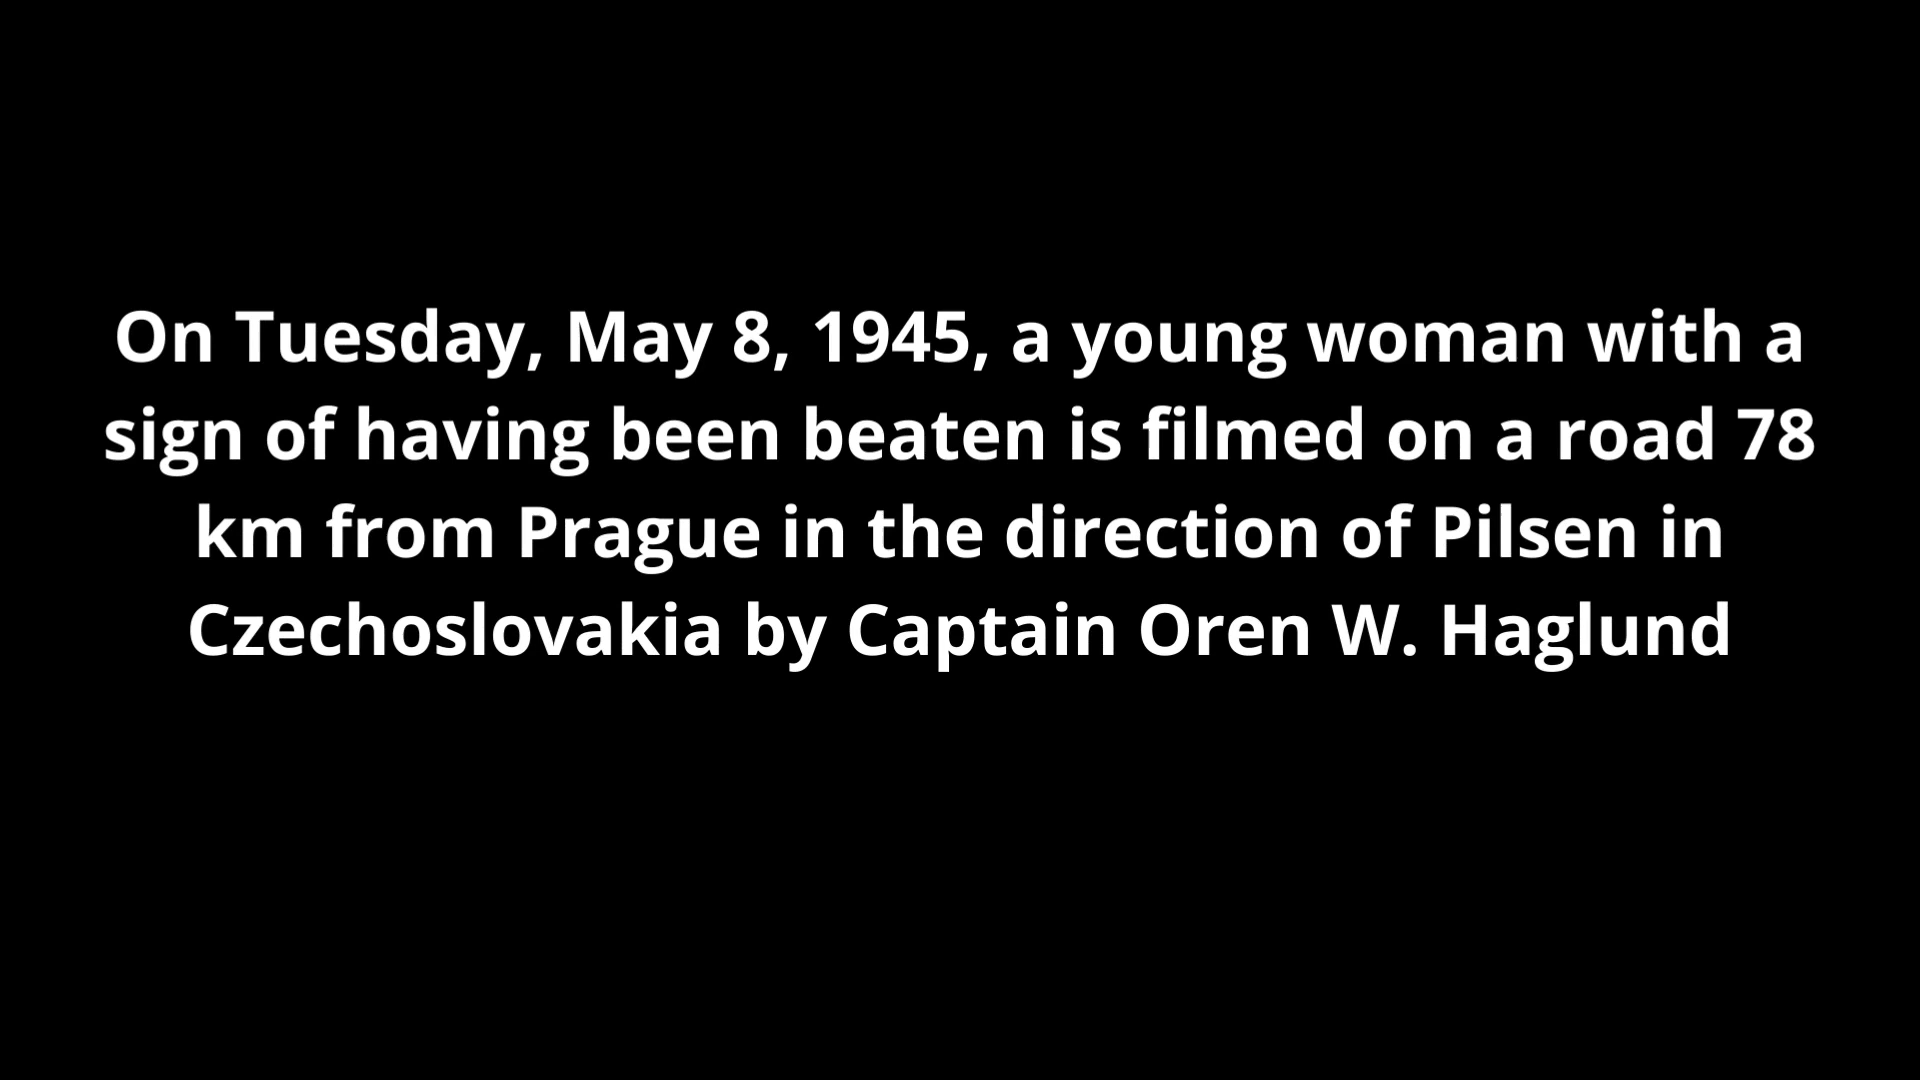 On Tuesday, May 8, 1945, a young woman with a
sign of having been beaten is filmed on a road 78
km from Prague in the direction of Pilsen in
Czechoslovakia by Captain Oren W. Haglund